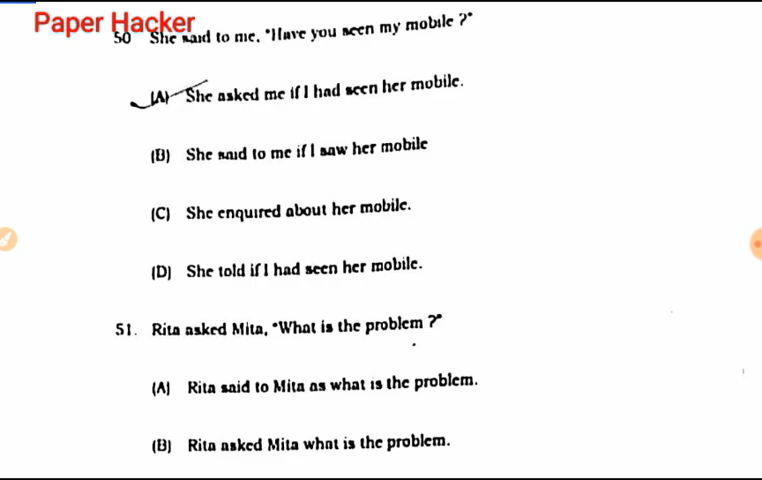 Paper Hacker
50 She said to me, "Have you seen my mobile ?"
(A) She asked me if I had seen her mobile.
(B) She said to me if I saw her mobile
(C) She enquired about her mobile.
(D) She told if I had seen her mobile.
51. Rita asked Mita, "What is the problem ?"
(A) Rita said to Mita as what is the problem.
(B) Rita asked Mita what is the problem.